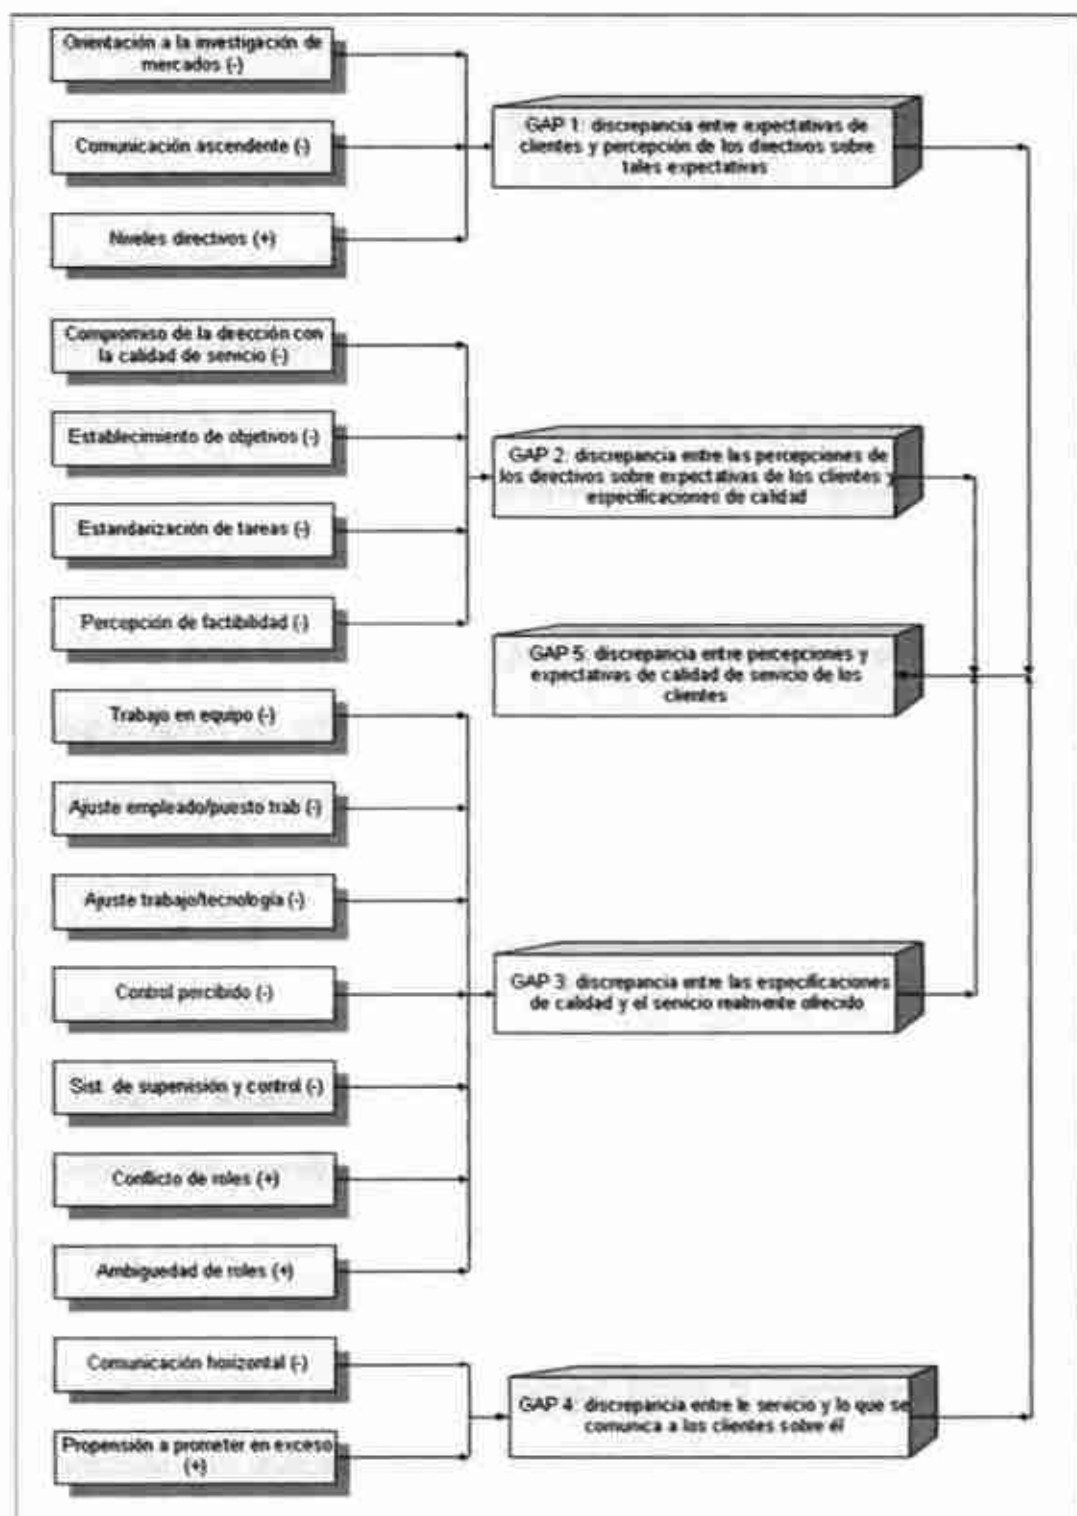 Orientación a la investigación de
mercados (-)
Comunicación ascendente (-)
Niveles directivos (+)
GAP 1: discrepancia entre expectativas de
clientes y percepción de los directivos sobre
tales expectativas
Compromiso de la dirección con
la calidad de servicio (-)
Establecimiento de objetivos (-)
Estandarización de tareas (-)
Percepción de factibilidad (-)
GAP 2: discrepancia entre las percepciones de
los directivos sobre expectativas de los clientes y
especificaciones de calidad
GAP 5: discrepancia entre percepciones y
expectativas de calidad de servicio de los
clientes
Trabajo en equipo (-)
Ajuste empleado/puesto trab (-)
Ajuste trabajo/tecnología (-)
Control percibido (-)
Sist. de supervisión y control (-)
Conflicto de roles (+)
Ambiguedad de roles (+)
GAP 3: discrepancia entre las especificaciones
de calidad y el servicio realmente ofrecido
Comunicación horizontal (-)
Propensión a prometer en exceso
(+)
GAP 4: discrepancia entre le servicio y lo que se
comunica a los clientes sobre él